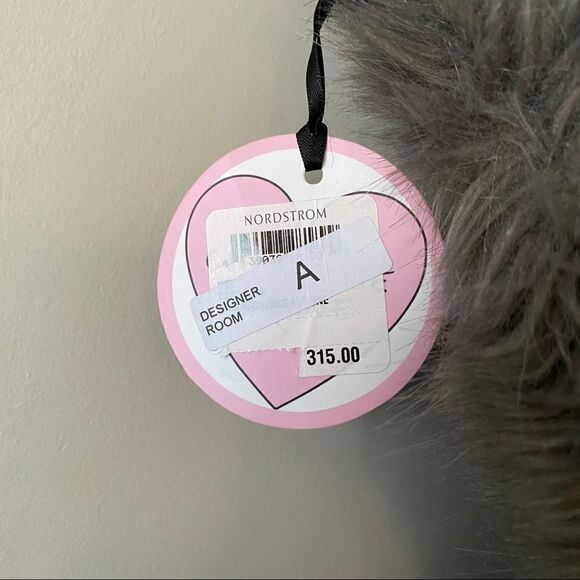 NORDSTROM
DESIGNER
ROOM
A
315.00